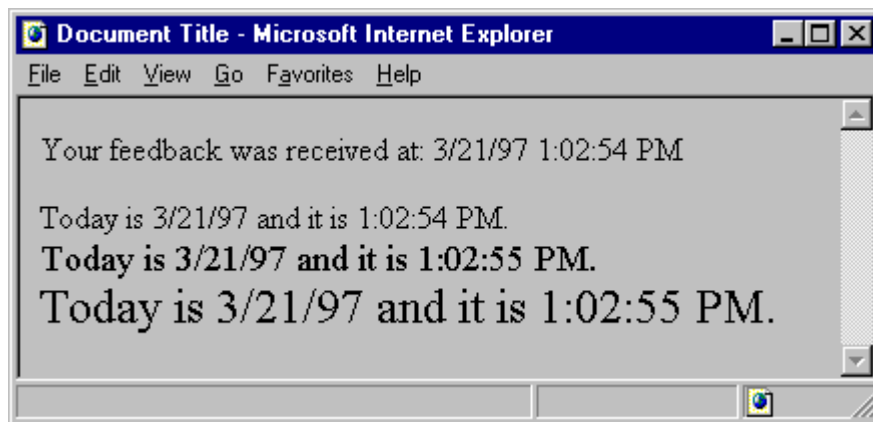 Document Title - Microsoft Internet Explorer
File Edit View Go Favorites Help
Your feedback was received at: 3/21/97 1:02:54 PM
Today is 3/21/97 and it is 1:02:54 PM.
Today is 3/21/97 and it is 1:02:55 PM.
Today is 3/21/97 and it is 1:02:55 PM.